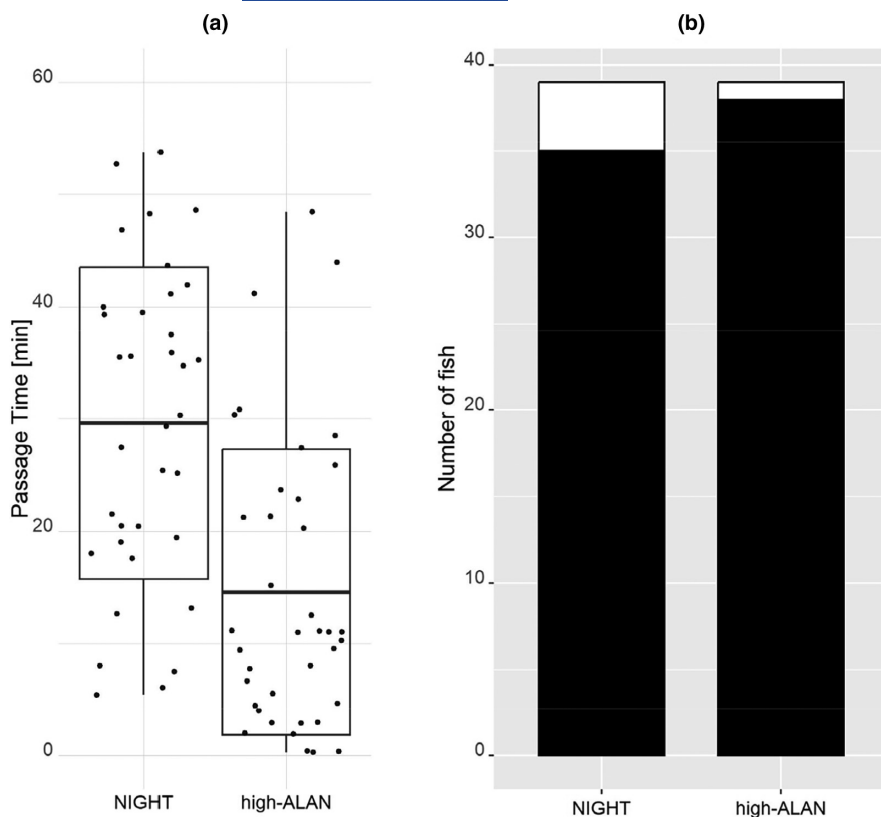 (a)
60
40
20
0
Passage Time [min]
NIGHT
high-ALAN
(b)
40
30
20
10
0
Number of fish
NIGHT
high-ALAN